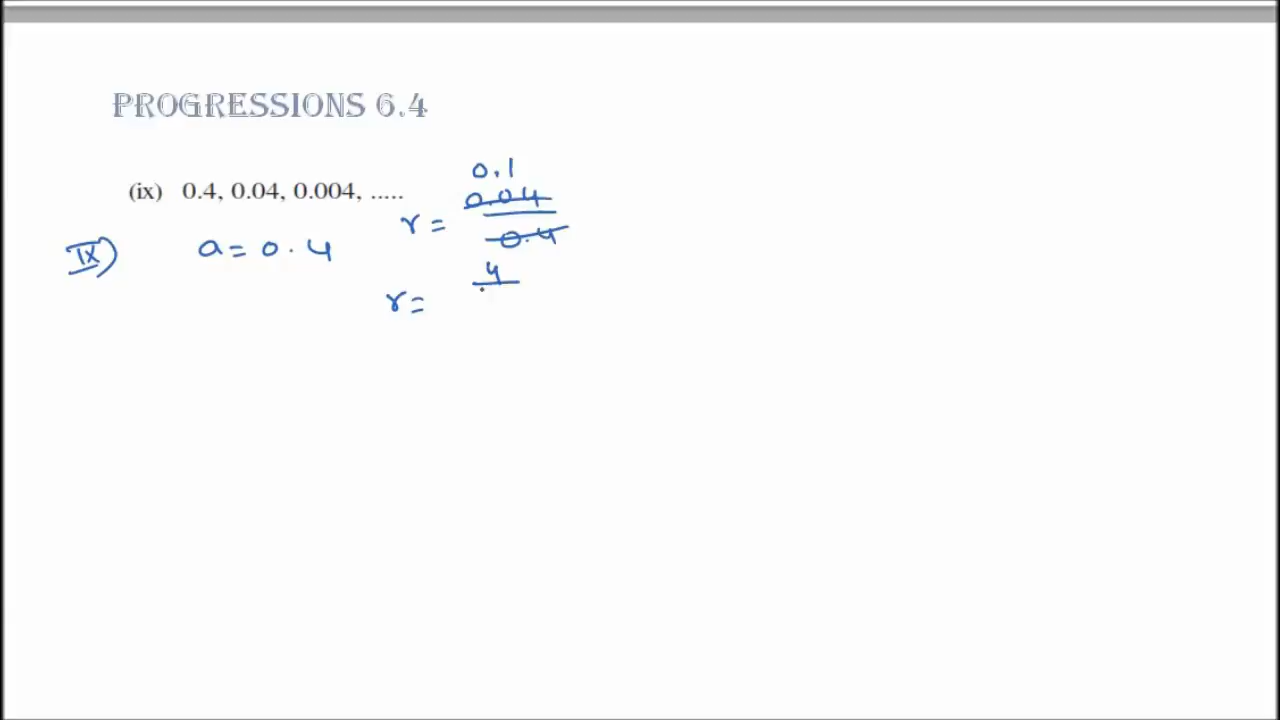 PROGRESSIONS 6.4
(ix) 0.4, 0.04, 0.004, .....
IX) a = 0.4
0.1
r = 0.04
0.4
4
r =